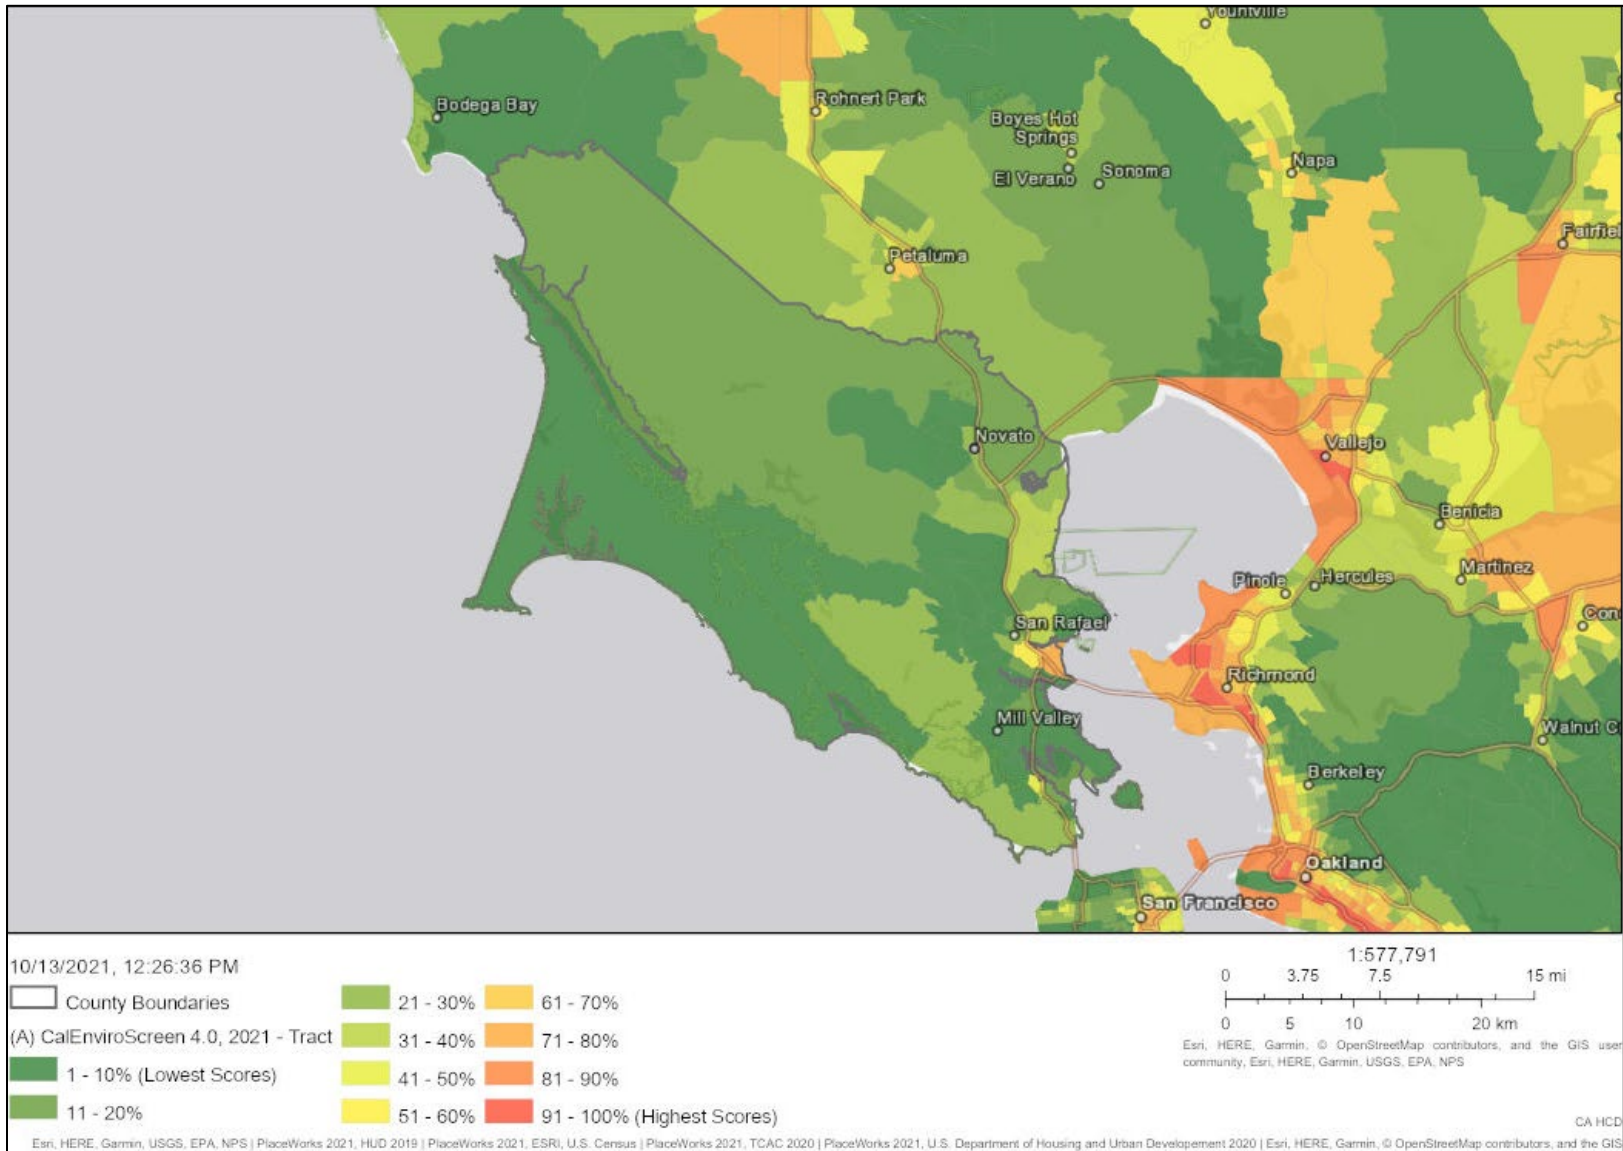 Yountville
Bodega Bay
Rohnert Park
Boyes Hot
Springs
El Verano
Sonoma
Napa
Petaluma
Fairfiel
Novato
Vallejo
Benicia
Pinole
Hercules
Martinez
San Rafael
Con
Richmond
Mill Valley
Walnut C
Berkeley
Oakland
San Francisco
10/13/2021, 12:26:36 PM
County Boundaries
(A) CalEnviroScreen 4.0, 2021 - Tract
1 - 10% (Lowest Scores)
11 - 20%
21 - 30%
31 - 40%
41 - 50%
51 - 60%
61 - 70%
71 - 80%
81 - 90%
91 - 100% (Highest Scores)
1:577,791
0 3.75 7.5 15 mi
0 5 10 20 km
Esri, HERE, Garmin, © OpenStreetMap contributors, and the GIS user
community, Esri, HERE, Garmin, USGS, EPA, NPS
CA HCD
Esri, HERE, Garmin, USGS, EPA, NPS | PlaceWorks 2021, HUD 2019 | PlaceWorks 2021, ESRI, U.S. Census | PlaceWorks 2021, TCAC 2020 | PlaceWorks 2021, U.S. Department of Housing and Urban Developement 2020 | Esri, HERE, Garmin, © OpenStreetMap contributors, and the GIS